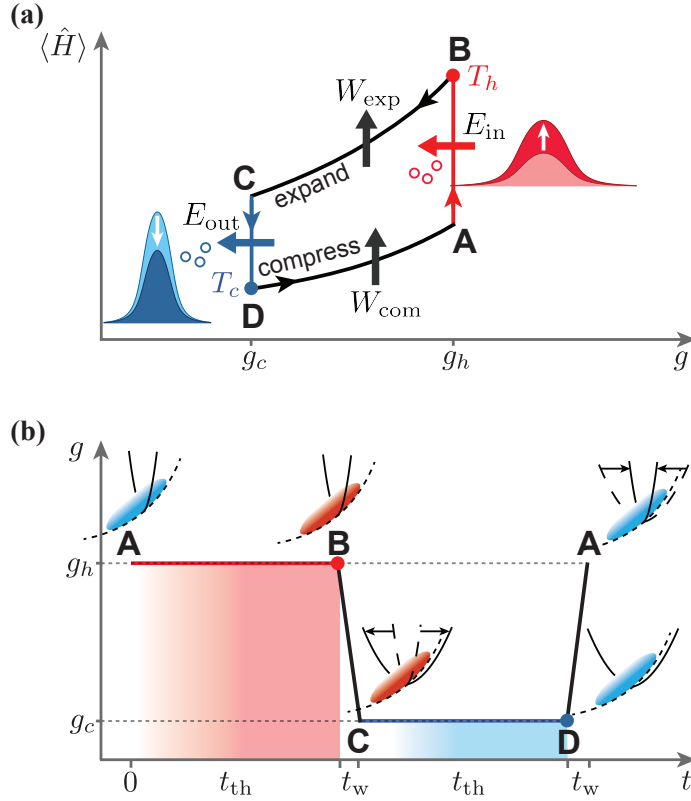 (a)
⟨Ĥ⟩
B
T_h
W_exp
E_in
C
expand
E_out
A
compress
T_c
W_com
D
g_c
g_h
g
(b)
g
A
B
A
g_h
g_c
C
D
0
t_th
t_w
t_th
t_w
t